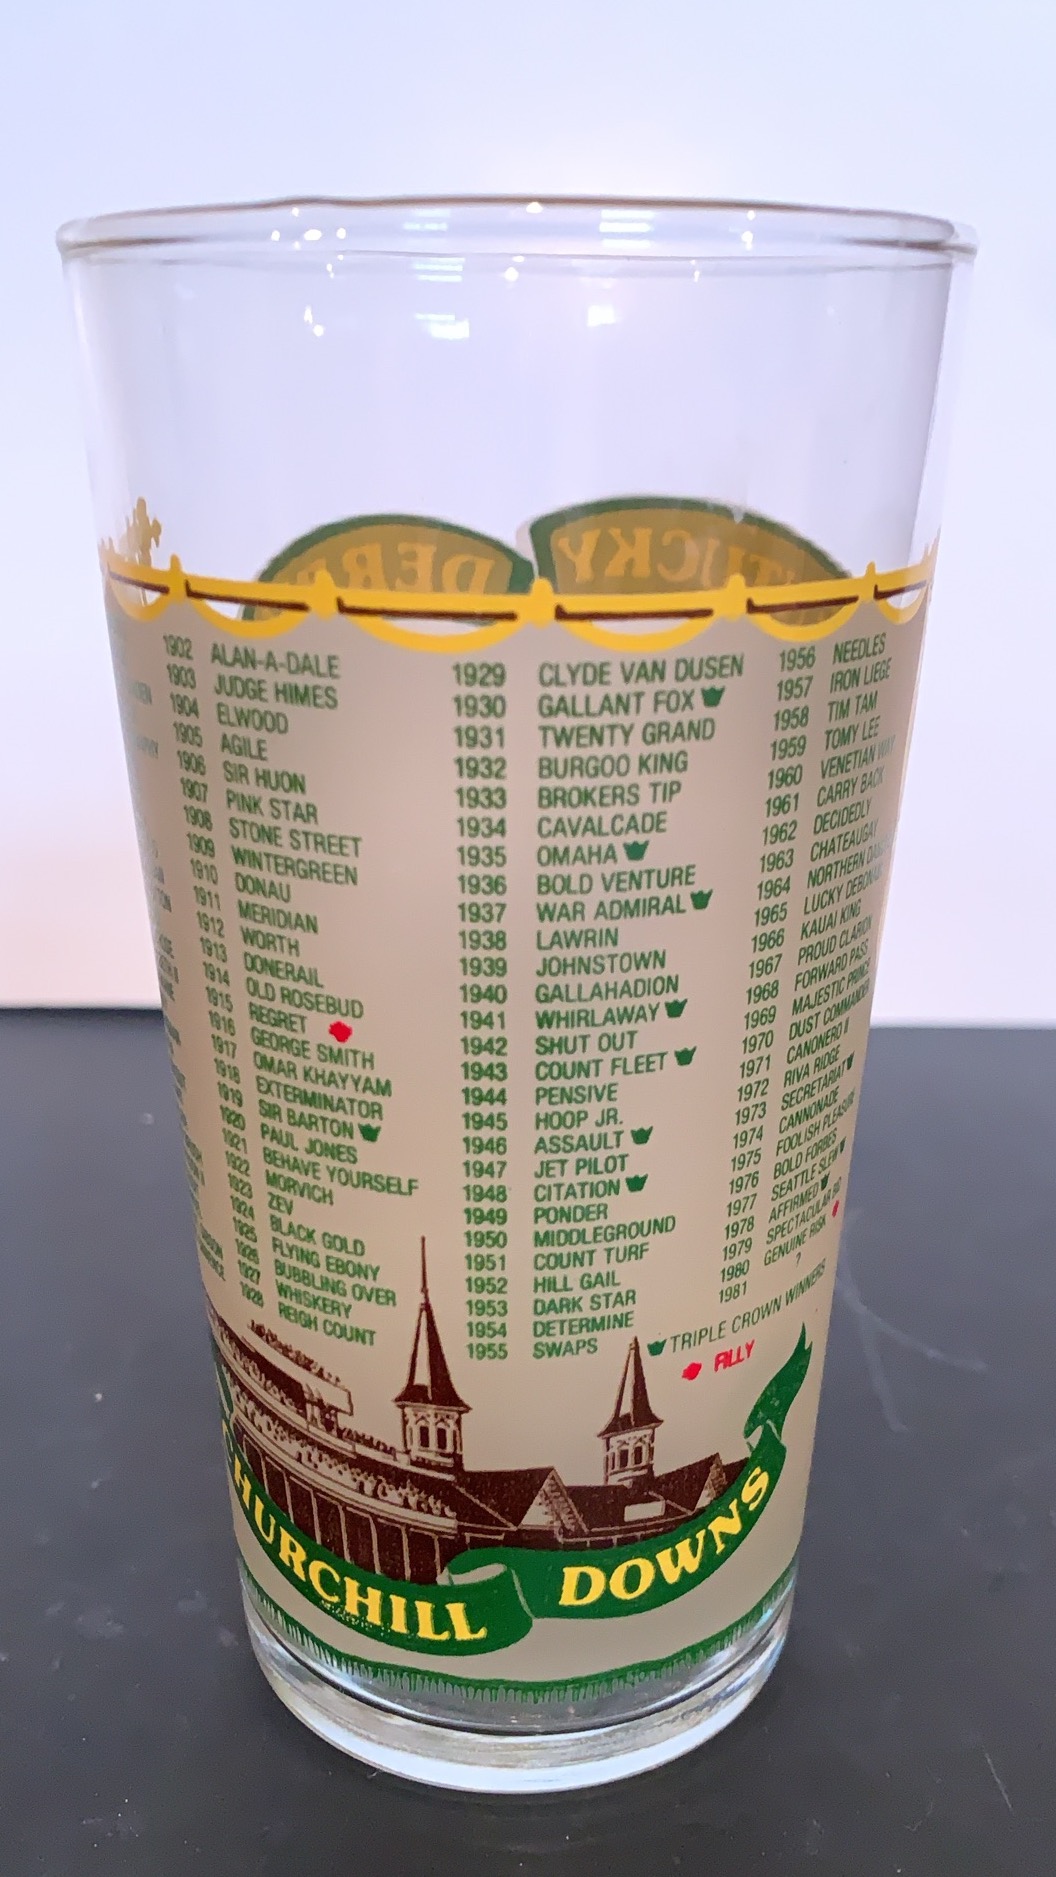 1902 ALAN-A-DALE
1903 JUDGE HIMES
1904 ELWOOD
1905 AGILE
1906 SIR HUON
1907 PINK STAR
1908 STONE STREET
1909 WINTERGREEN
1910 DONAU
1911 MERIDIAN
1912 WORTH
1913 DONERAIL
1914 OLD ROSEBUD
1915 REGRET
1916 GEORGE SMITH
1917 OMAR KHAYYAM
1918 EXTERMINATOR
1919 SIR BARTON
1920 PAUL JONES
1921 BEHAVE YOURSELF
1922 MORVICH
1923 ZEV
1924 BLACK GOLD
1925 FLYING EBONY
1926 BUBBLING OVER
1927 WHISKERY
1928 REIGH COUNT
1929 CLYDE VAN DUSEN
1930 GALLANT FOX
1931 TWENTY GRAND
1932 BURGOO KING
1933 BROKERS TIP
1934 CAVALCADE
1935 OMAHA
1936 BOLD VENTURE
1937 WAR ADMIRAL
1938 LAWRIN
1939 JOHNSTOWN
1940 GALLAHADION
1941 WHIRLAWAY
1942 SHUT OUT
1943 COUNT FLEET
1944 PENSIVE
1945 HOOP JR.
1946 ASSAULT
1947 JET PILOT
1948 CITATION
1949 PONDER
1950 MIDDLEGROUND
1951 COUNT TURF
1952 HILL GAIL
1953 DARK STAR
1954 DETERMINE
1955 SWAPS
1956 NEEDLES
1957 IRON LIEGE
1958 TIM TAM
1959 TOMY LEE
1960 VENETIAN WAY
1961 CARRY BACK
1962 DECIDEDLY
1963 CHATEAUGAY
1964 NORTHERN DANCER
1965 LUCKY DEBONAIR
1966 KAUAI KING
1967 PROUD CLARION
1968 FORWARD PASS
1969 MAJESTIC PRINCE
1970 DUST COMMANDER
1971 CANONERO II
1972 RIVA RIDGE
1973 SECRETARIAT
1974 CANNONADE
1975 FOOLISH PLEASURE
1976 BOLD FORBES
1977 SEATTLE SLEW
1978 AFFIRMED
1979 SPECTACULAR BID
1980 GENUINE RISK
1981 ?
TRIPLE CROWN WINNERS
FILLY
CHURCHILL DOWNS